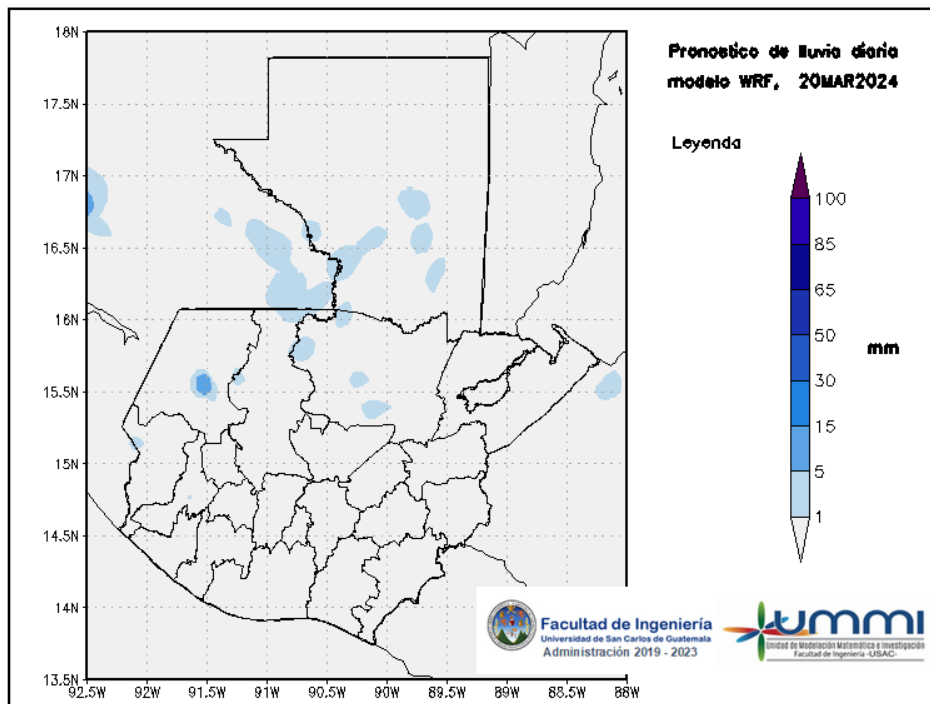 18N
17.5N
17N
16.5N
16N
15.5N
15N
14.5N
14N
13.5N
92.5W 92W 91.5W 91W 90.5W 90W 89.5W 89W 88.5W 88W
Pronostico de lluvia diaria
modelo WRF, 20MAR2024
Leyenda
100
85
65
50
30
15
5
1
mm
Facultad de Ingeniería
Universidad de San Carlos de Guatemala
Administración 2019 - 2023
ummi
Unidad de Modelación Matemática e Investigación
Facultad de Ingeniería -USAC-